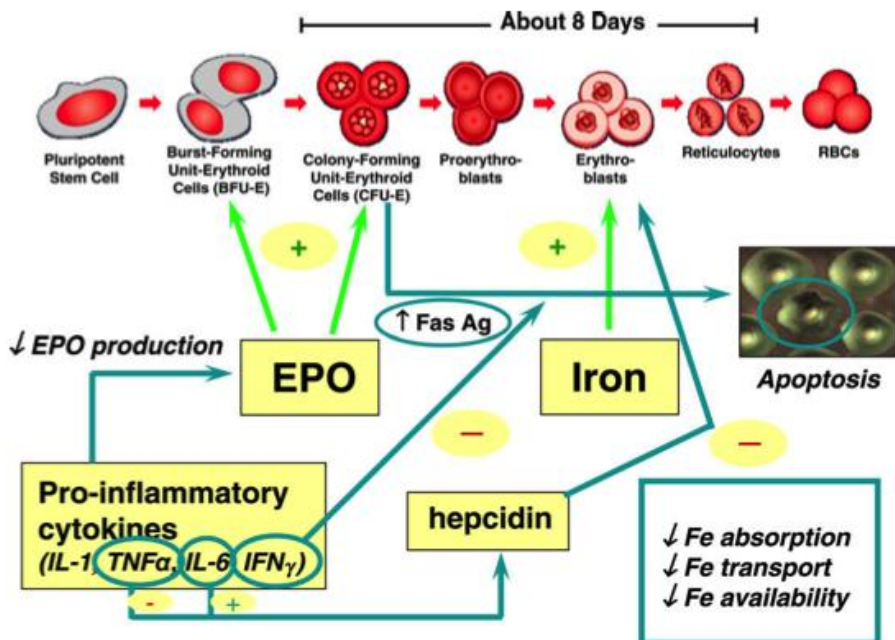 About 8 Days
Pluripotent
Stem Cell
Burst-Forming
Unit-Erythroid
Cells (BFU-E)
Colony-Forming
Unit-Erythroid
Cells (CFU-E)
Proerythro-
blasts
Erythro-
blasts
Reticulocytes
RBCs
+
+
↑ Fas Ag
↓ EPO production
EPO
Iron
Apoptosis
−
−
Pro-inflammatory
cytokines
(IL-1, TNFα, IL-6 IFNγ)
- +
hepcidin
↓ Fe absorption
↓ Fe transport
↓ Fe availability